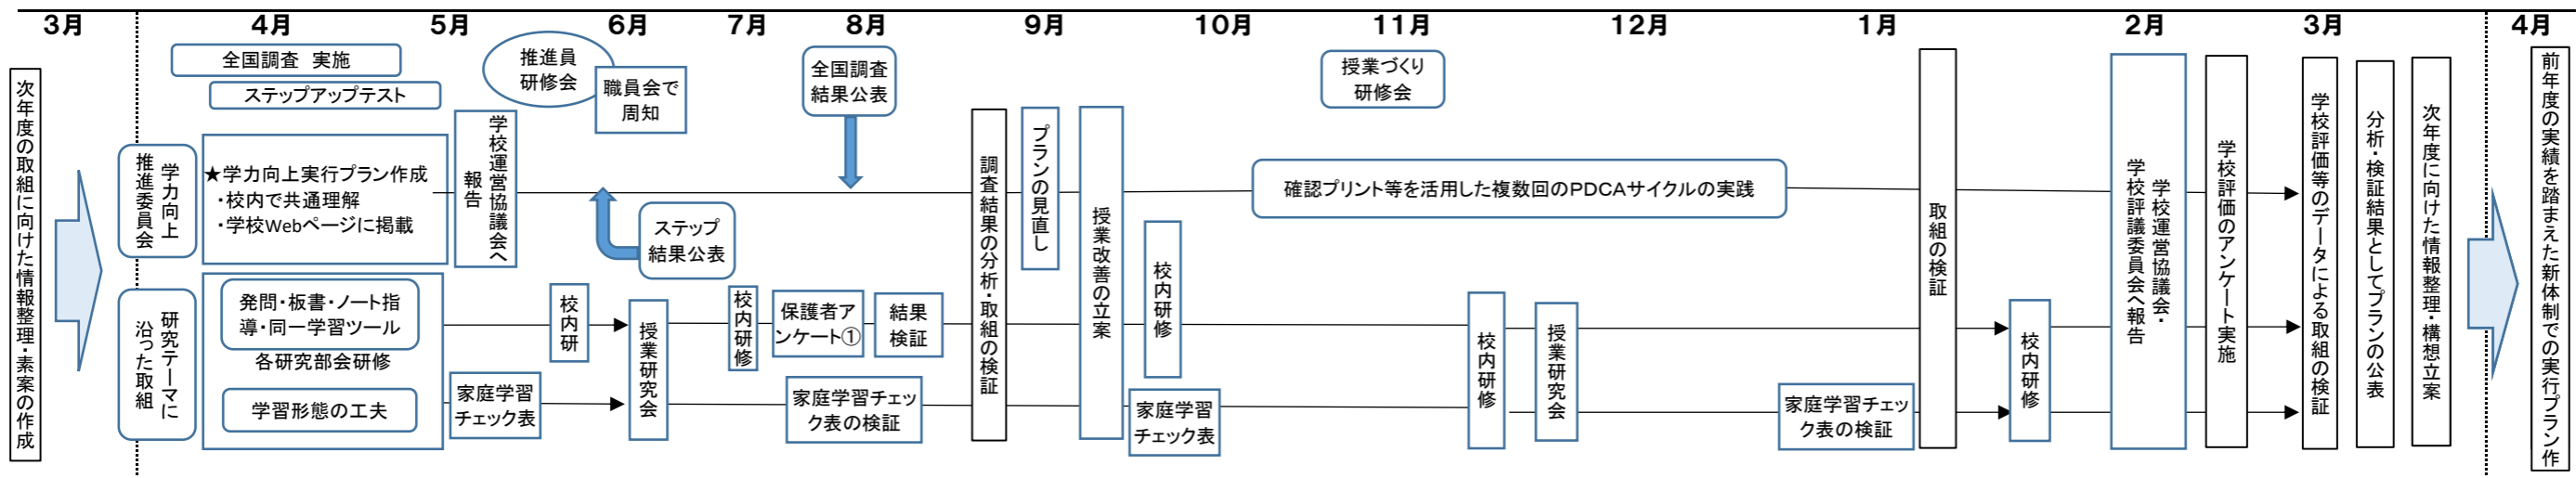 3月
4月
5月
6月
7月
8月
9月
10月
11月
12月
1月
2月
3月
4月
次年度の取組に向けた情報整理・素案の作成
学力向上
推進委員会
研究テーマに
沿った取組
全国調査　実施
ステップアップテスト
★学力向上実行プラン作成
・校内で共通理解
・学校Webページに掲載
発問・板書・ノート指
導・同一学習ツール
各研究部会研修
学習形態の工夫
学校運営協議会へ
報告
家庭学習
チェック表
推進員
研修会
職員会で
周知
校内研
ステップ
結果公表
授業研究会
校内研修
全国調査
結果公表
保護者ア
ンケート①
結果
検証
家庭学習チェッ
ク表の検証
調査結果の分析・取組の検証
プランの見直し
授業改善の立案
校内研修
家庭学習
チェック表
授業づくり
研修会
確認プリント等を活用した複数回のPDCAサイクルの実践
校内研修
授業研究会
家庭学習チェッ
ク表の検証
取組の検証
校内研修
学校運営協議会・
学校評議委員会へ報告
学校評価のアンケート実施
学校評価等のデータによる取組の検証
分析・検証結果としてプランの公表
次年度に向けた情報整理・構想立案
前年度の実績を踏まえた新体制での実行プラン作